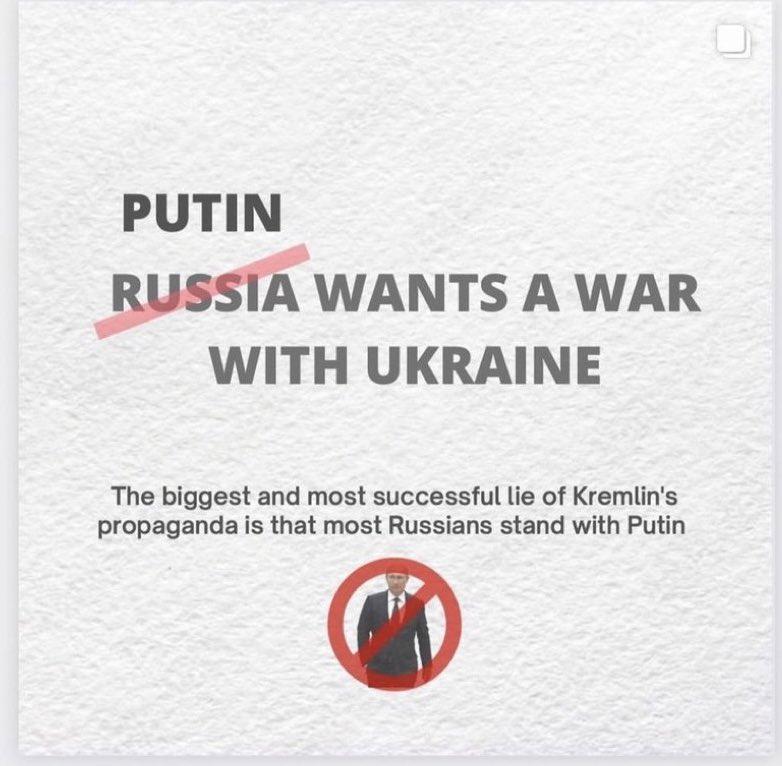 PUTIN
RUSSIA WANTS A WAR
WITH UKRAINE
The biggest and most successful lie of Kremlin's
propaganda is that most Russians stand with Putin